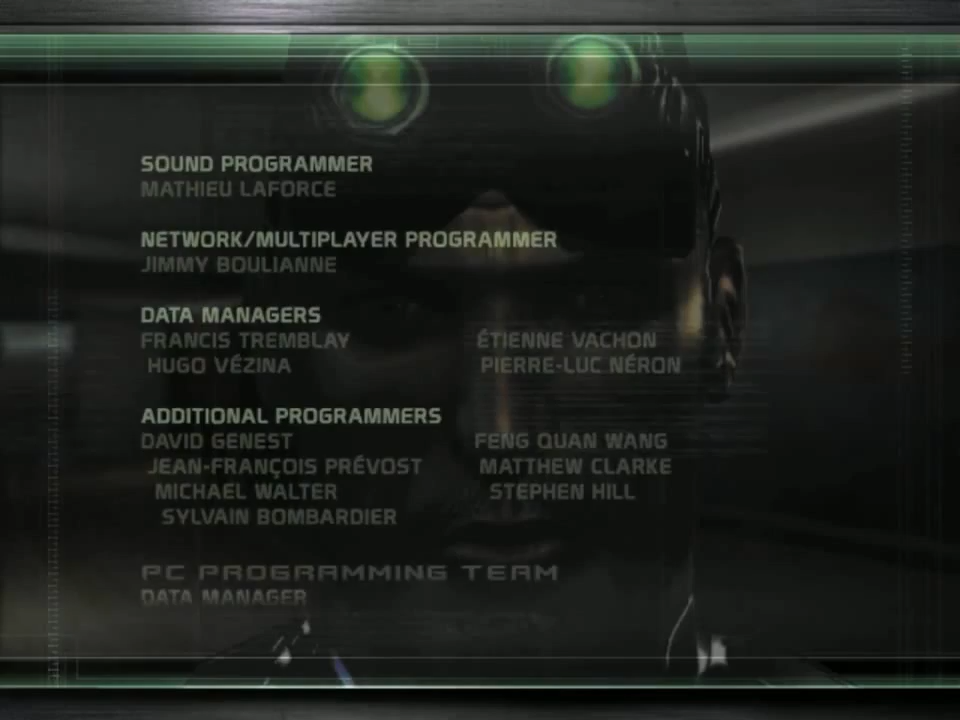 SOUND PROGRAMMER
MATHIEU LAFORCE
NETWORK/MULTIPLAYER PROGRAMMER
JIMMY BOULIANNE
DATA MANAGERS
FRANCIS TREMBLAY ÉTIENNE VACHON
HUGO VÉZINA PIERRE-LUC NÉRON
ADDITIONAL PROGRAMMERS
DAVID GENEST FENG QUAN WANG
JEAN-FRANÇOIS PRÉVOST MATTHEW CLARKE
MICHAEL WALTER STEPHEN HILL
SYLVAIN BOMBARDIER
PC PROGRAMMING TEAM
DATA MANAGER